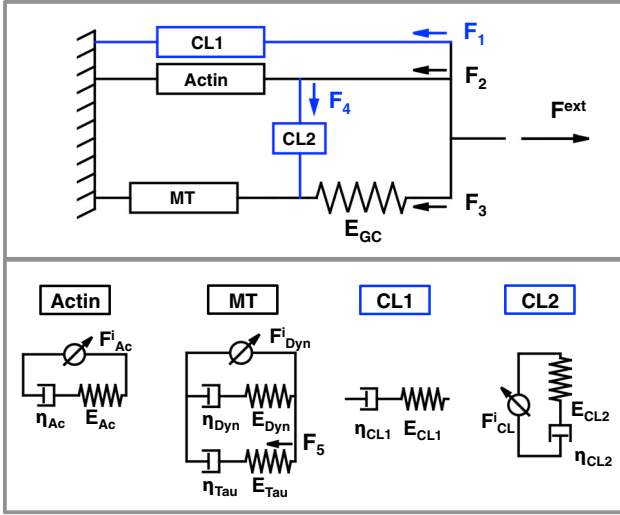 CL1
F1
Actin
F2
F4
Fext
CL2
MT
F3
EGC
Actin
MT
CL1
CL2
FiAc
ηAc
EAc
FiDyn
ηDyn
EDyn
F5
ηTau
ETau
ηCL1
ECL1
FiCL
ECL2
ηCL2